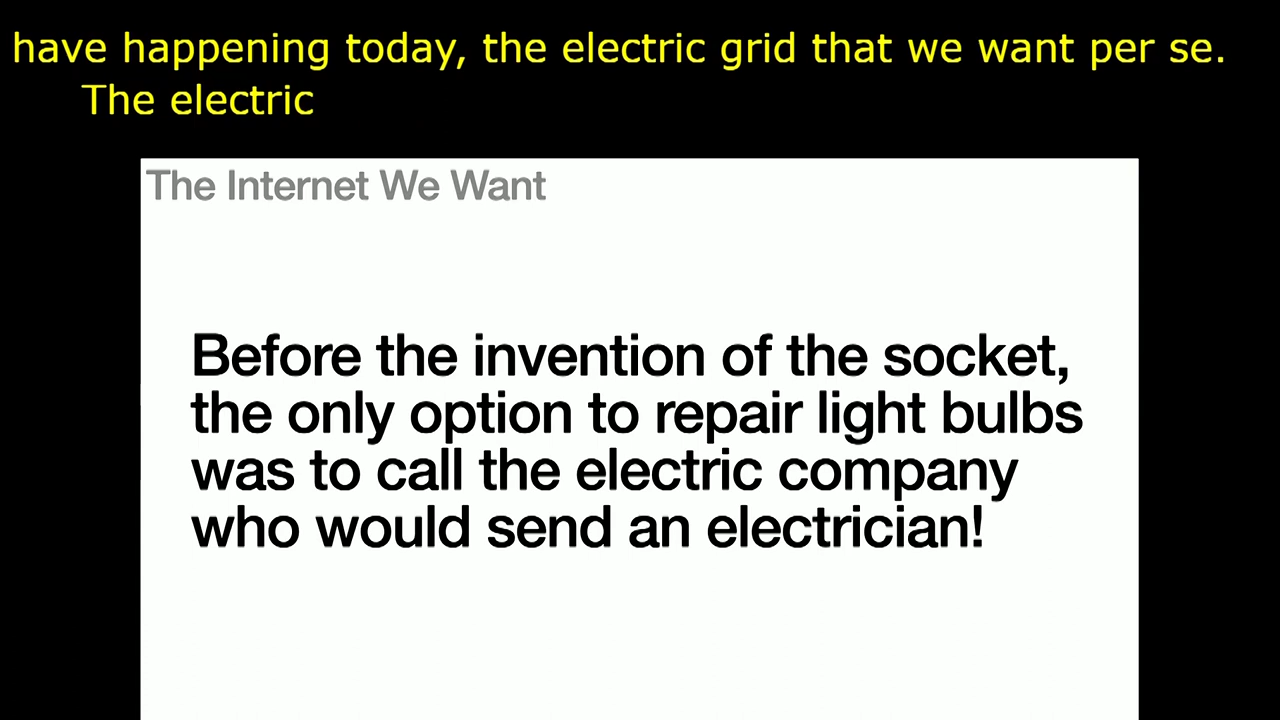 have happening today, the electric grid that we want per se.
The electric
The Internet We Want
Before the invention of the socket,
the only option to repair light bulbs
was to call the electric company
who would send an electrician!